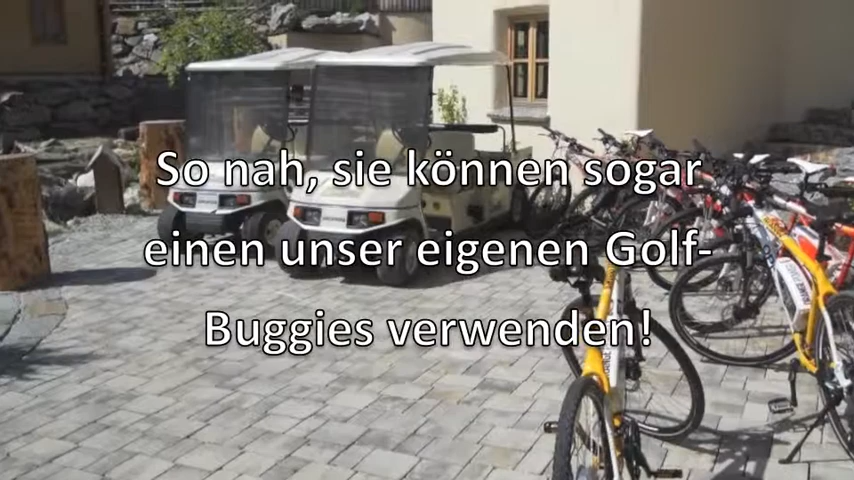 So nah, sie können sogar
einen unser eigenen Golf-
Buggies verwenden!